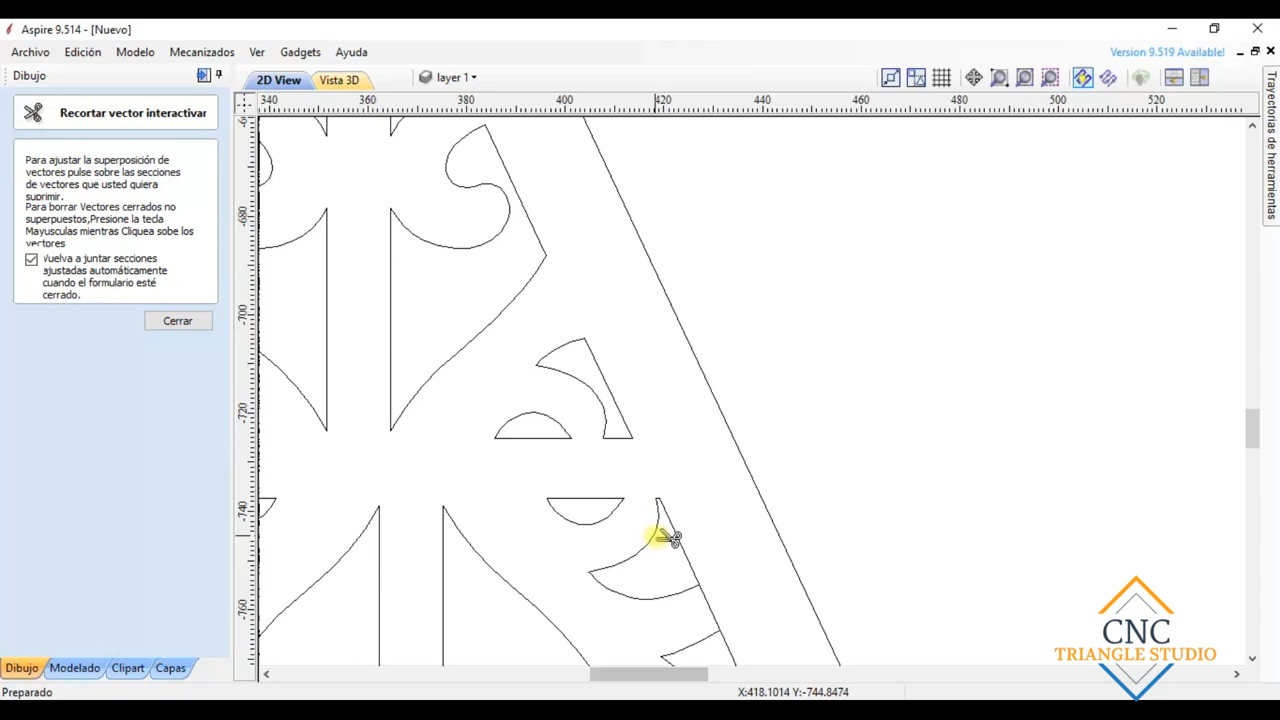 Aspire 9.514 - [Nuevo]
Archivo Edición Modelo Mecanizados Ver Gadgets Ayuda
Version 9.519 Available!
Dibujo
2D View Vista 3D
layer 1
Recortar vector interactivar
340 360 380 400 420 440 460 480 500 520
Para ajustar la superposición de
vectores pulse sobre las secciones
de vectores que usted quiera
suprimir.
Para borrar Vectores cerrados no
superpuestos,Presione la tecla
Mayusculas mientras Cliquea sobe los
vectores
Vuelva a juntar secciones
ajustadas automáticamente
cuando el formulario esté
cerrado.
Cerrar
-680
-700
-720
-740
-760
Trayectorias de herramientas
CNC
TRIANGLE STUDIO
Dibujo Modelado Clipart Capas
Preparado
X:418.1014 Y:-744.8474